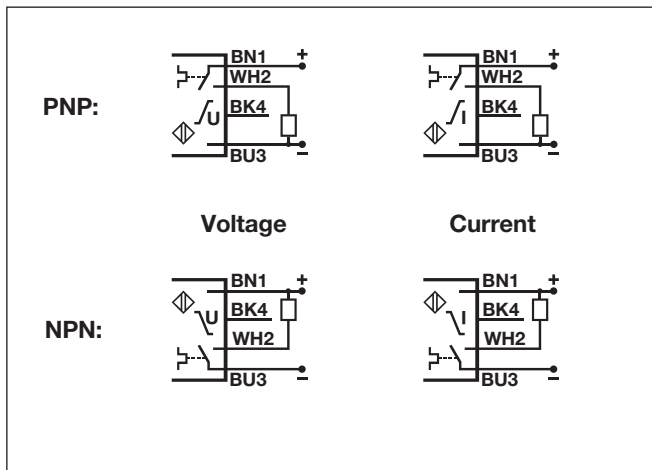 PNP:
BN1 +
WH2
U BK4
BU3 −
BN1 +
WH2
I BK4
BU3 −
Voltage
Current
NPN:
BN1 +
U BK4
WH2
BU3 −
BN1 +
I BK4
WH2
BU3 −